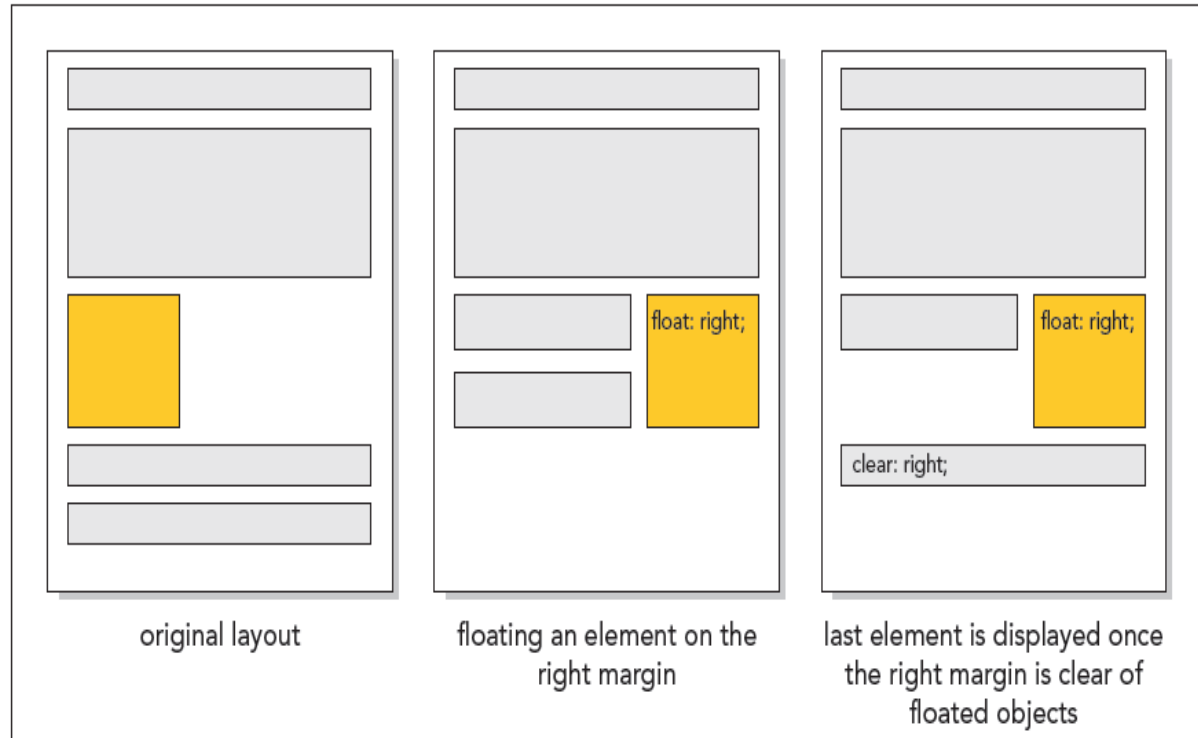 float: right;
float: right;
clear: right;
original layout
floating an element on the
right margin
last element is displayed once
the right margin is clear of
floated objects